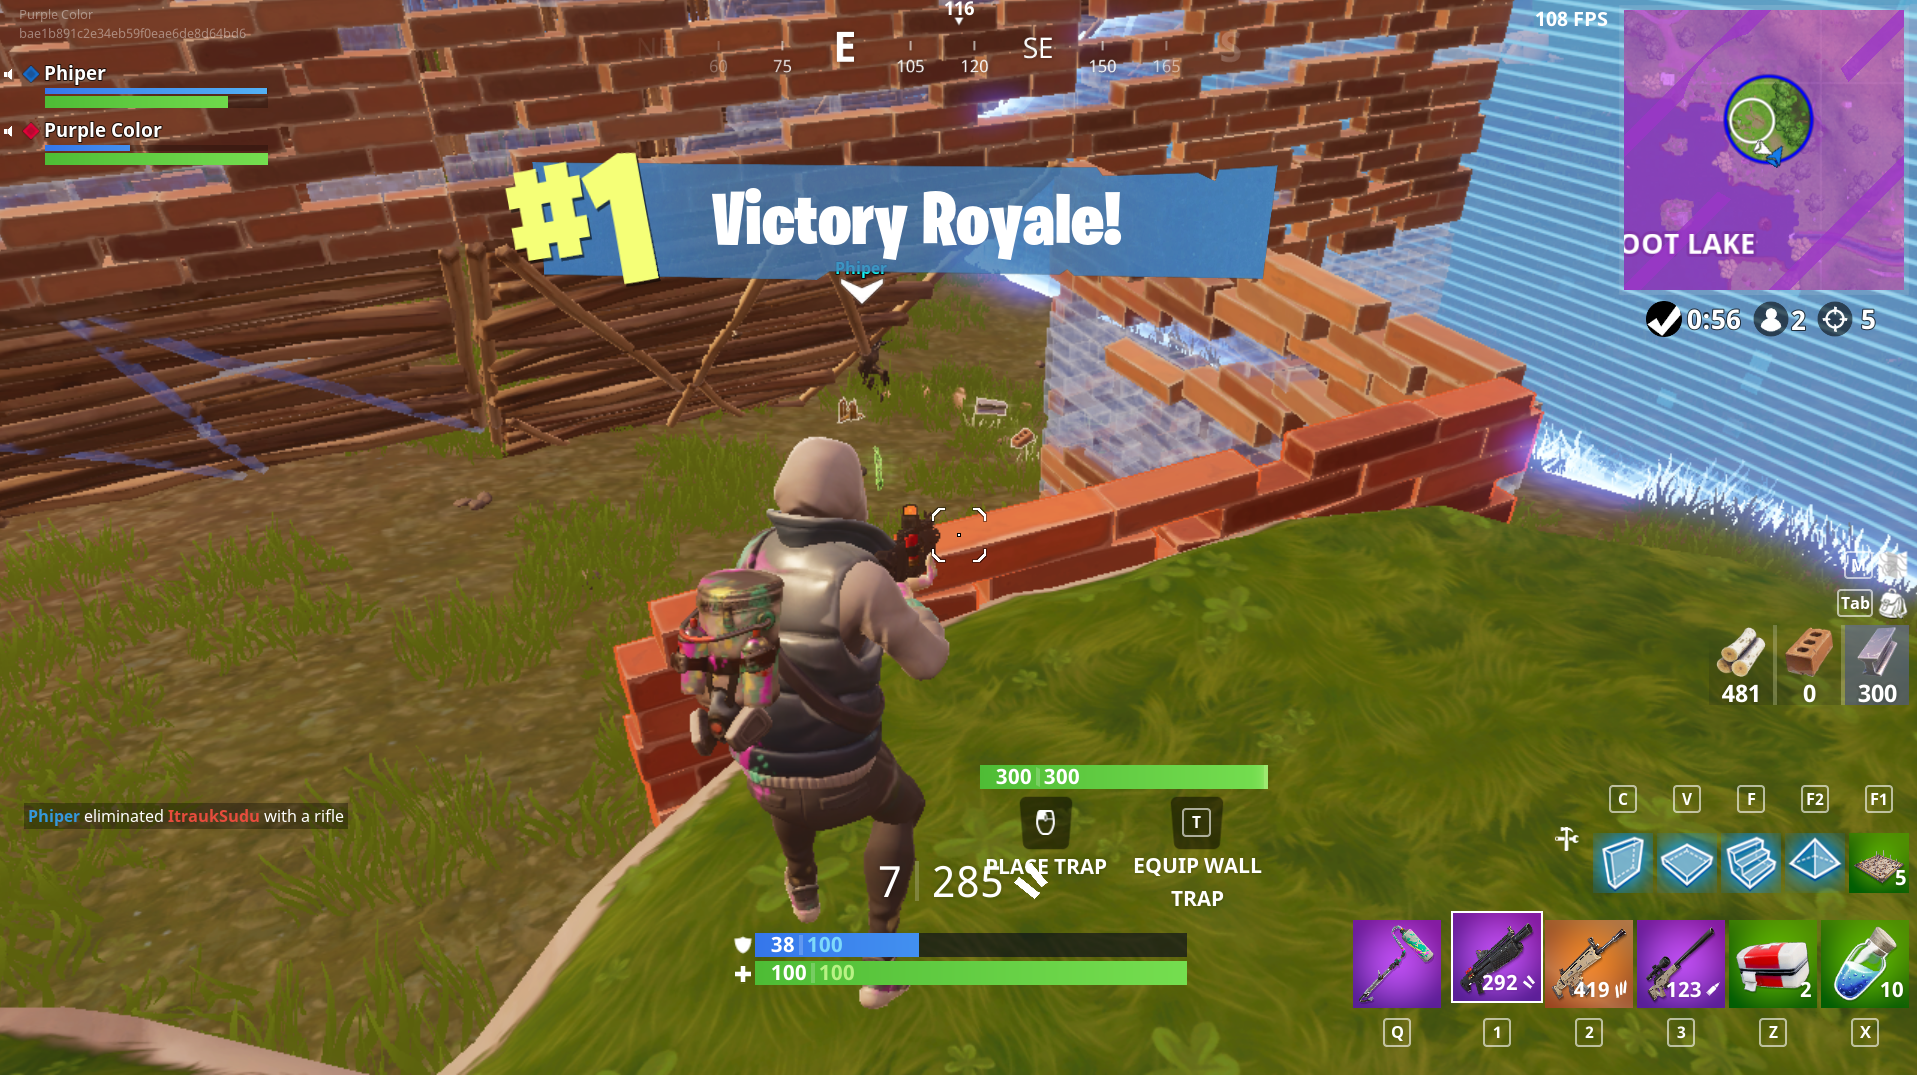 Purple Color
bae1b891c2e34eb59f0eae6de8d64bd6
Phiper
Purple Color
116
NE E SE S
60 75 105 120 150 165
108 FPS
#1 Victory Royale!
Phiper
OOT LAKE
0:56 2 5
M
Tab
481 0 300
Phiper eliminated ItraukSudu with a rifle
300 300
T
PLACE TRAP
EQUIP WALL
TRAP
7 285
38 100
100 100
C V F F2 F1
5
292 419 123 2 10
Q 1 2 3 Z X